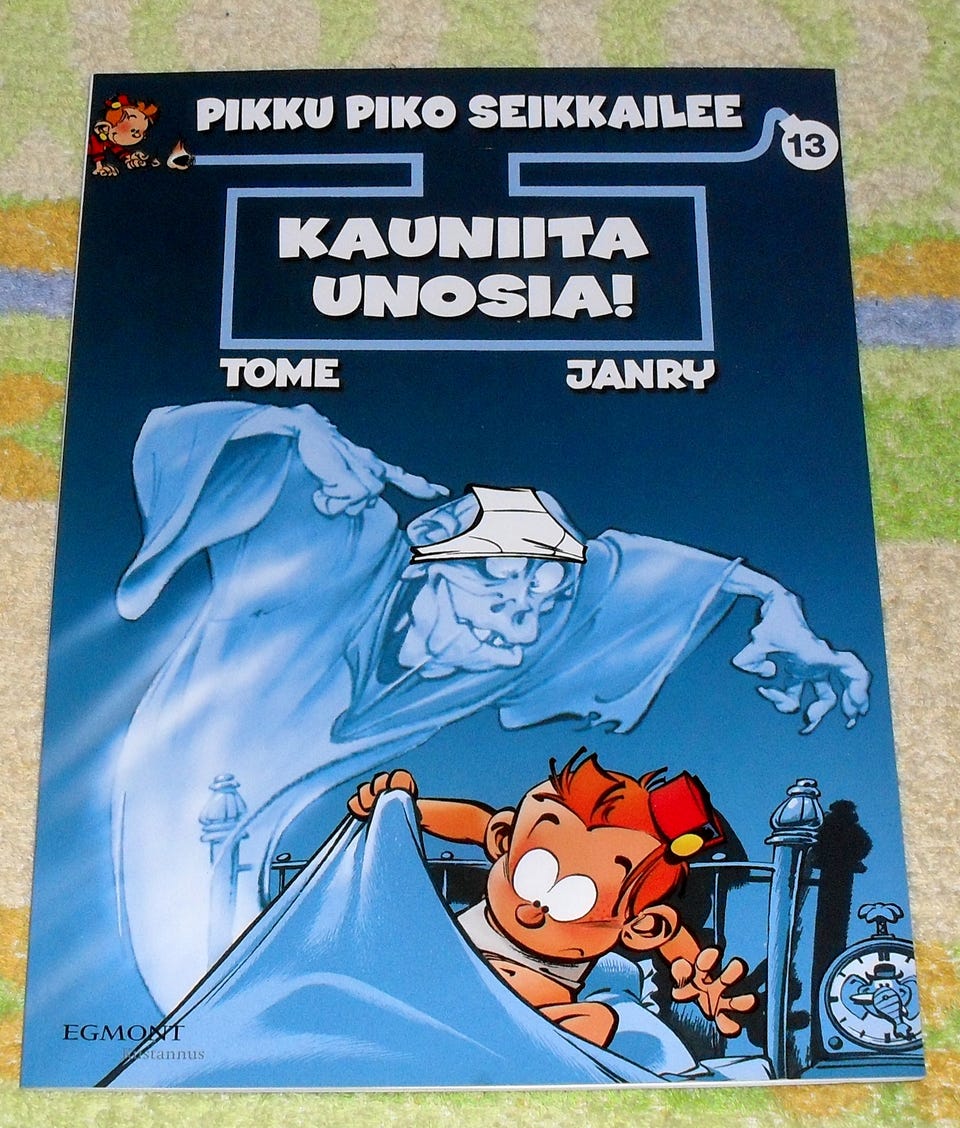 PIKKU PIKO SEIKKAILEE
13
KAUNIITA
UNOSIA!
TOME JANRY
EGMONT
kustannus